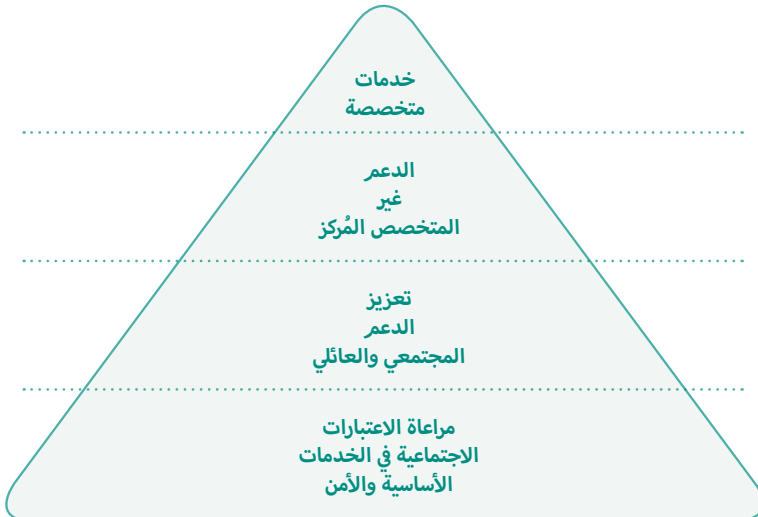 خدمات
متخصصة
الدعم
غير
المتخصص المُركز
تعزيز
الدعم
المجتمعي والعائلي
مراعاة الاعتبارات
الاجتماعية في الخدمات
الأساسية والأمن